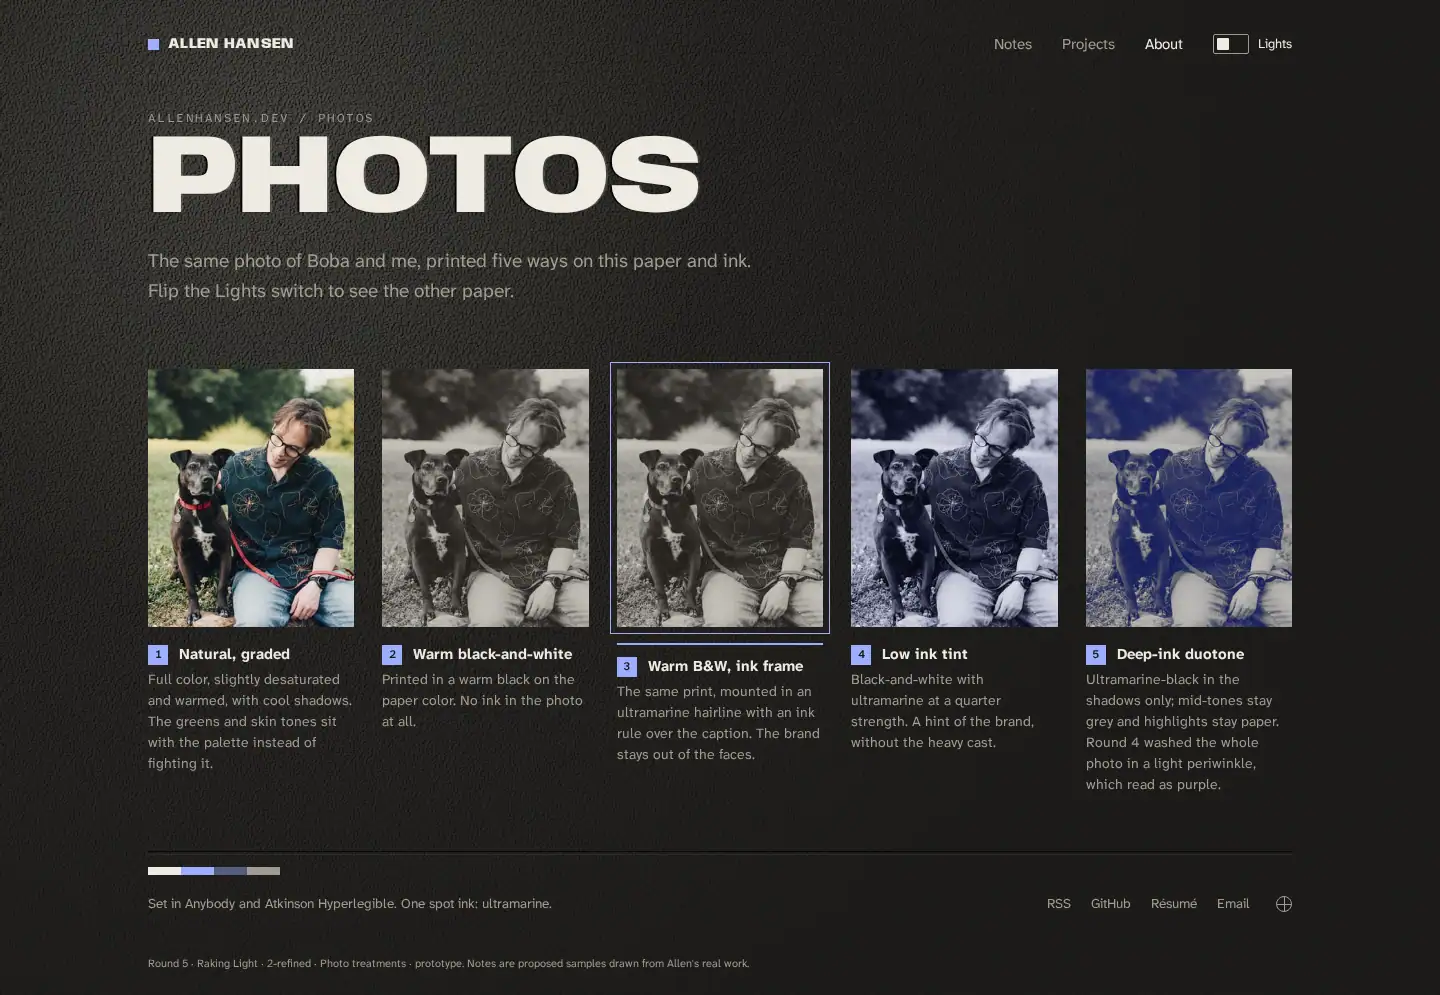 ALLEN HANSEN
Notes Projects About Lights
ALLENHANSEN.DEV / PHOTOS
PHOTOS
The same photo of Boba and me, printed five ways on this paper and ink.
Flip the Lights switch to see the other paper.
1 Natural, graded
Full color, slightly desaturated
and warmed, with cool shadows.
The greens and skin tones sit
with the palette instead of
fighting it.
2 Warm black-and-white
Printed in a warm black on the
paper color. No ink in the photo
at all.
3 Warm B&W, ink frame
The same print, mounted in an
ultramarine hairline with an ink
rule over the caption. The brand
stays out of the faces.
4 Low ink tint
Black-and-white with
ultramarine at a quarter
strength. A hint of the brand,
without the heavy cast.
5 Deep-ink duotone
Ultramarine-black in the
shadows only; mid-tones stay
grey and highlights stay paper.
Round 4 washed the whole
photo in a light periwinkle,
which read as purple.
Set in Anybody and Atkinson Hyperlegible. One spot ink: ultramarine.
RSS GitHub Résumé Email
Round 5 · Raking Light · 2-refined · Photo treatments · prototype. Notes are proposed samples drawn from Allen's real work.